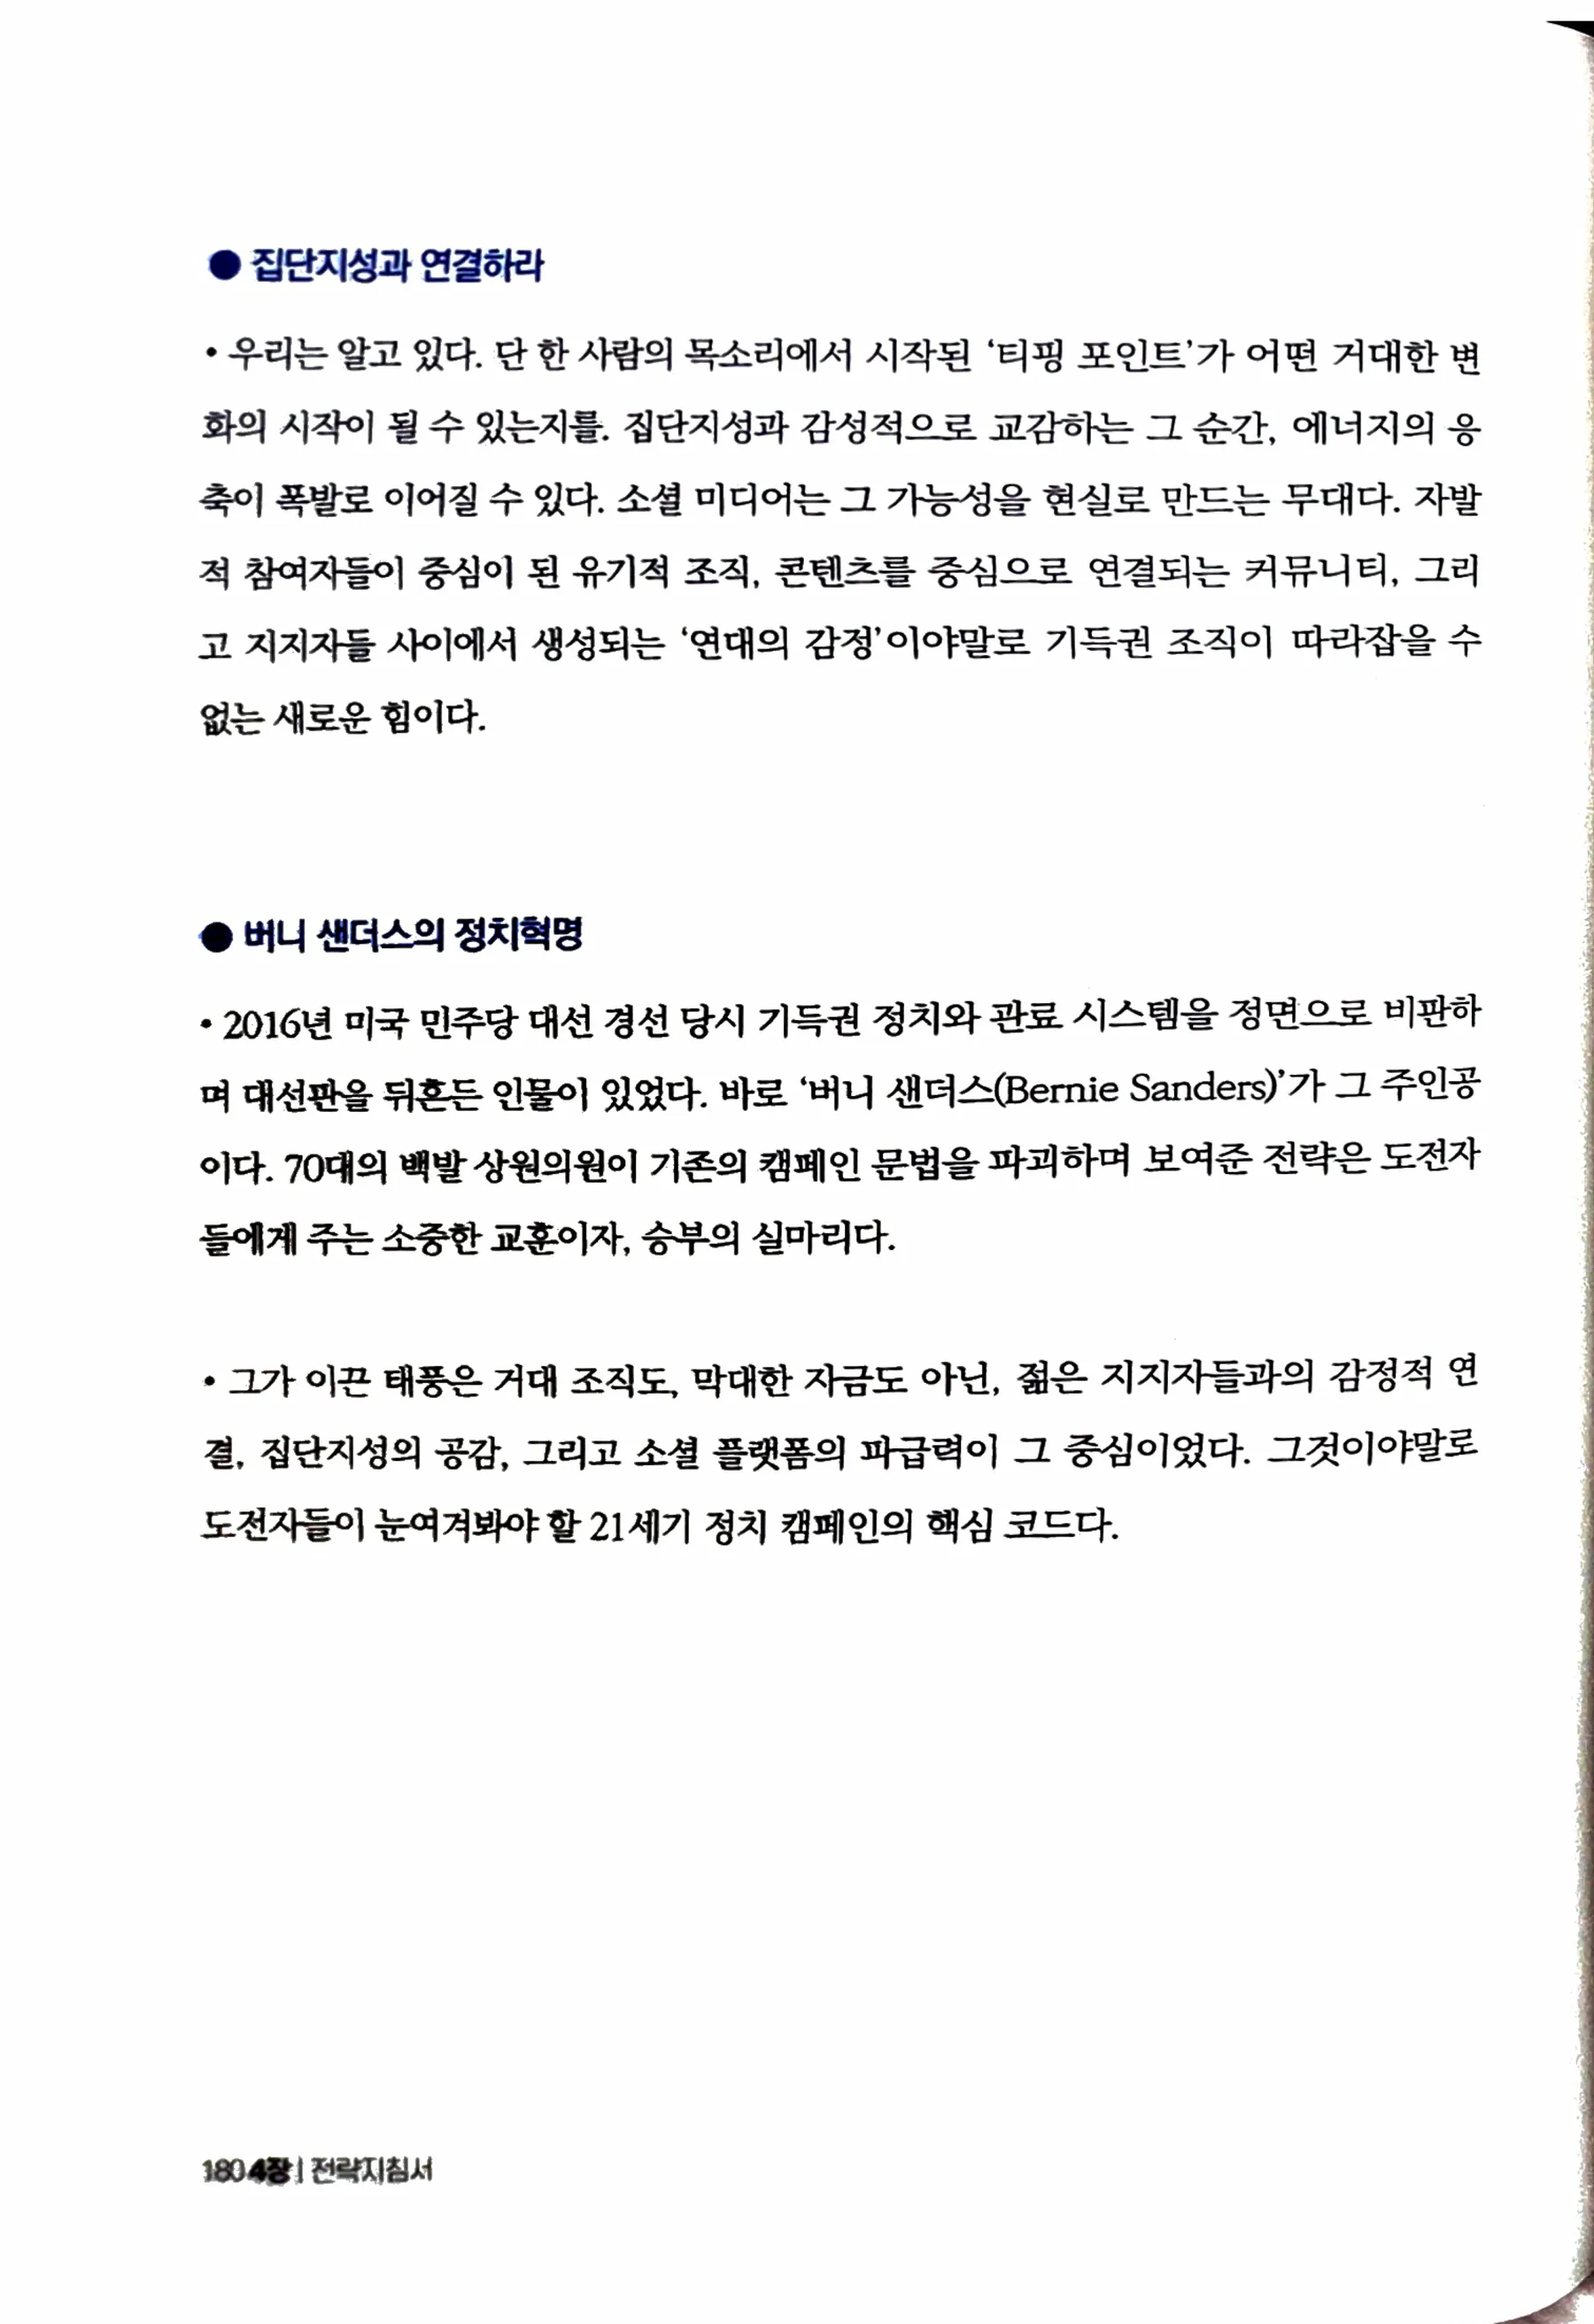 ● 집단지성과 연결하라
• 우리는 알고 있다. 단 한 사람의 목소리에서 시작된 ‘티핑 포인트’가 어떤 거대한 변
화의 시작이 될 수 있는지를. 집단지성과 감성적으로 교감하는 그 순간, 에너지의 응
축이 폭발로 이어질 수 있다. 소셜 미디어는 그 가능성을 현실로 만드는 무대다. 자발
적 참여자들이 중심이 된 유기적 조직, 콘텐츠를 중심으로 연결되는 커뮤니티, 그리
고 지지자들 사이에서 생성되는 ‘연대의 감정’이야말로 기득권 조직이 따라잡을 수
없는 새로운 힘이다.
● 버니 샌더스의 정치혁명
• 2016년 미국 민주당 대선 경선 당시 기득권 정치와 관료 시스템을 정면으로 비판하
며 대선판을 뒤흔든 인물이 있었다. 바로 ‘버니 샌더스(Bernie Sanders)’가 그 주인공
이다. 70대의 백발 상원의원이 기존의 캠페인 문법을 파괴하며 보여준 전략은 도전자
들에게 주는 소중한 교훈이자, 승부의 실마리다.
• 그가 이끈 태풍은 거대 조직도, 막대한 자금도 아닌, 젊은 지지자들과의 감정적 연
결, 집단지성의 공감, 그리고 소셜 플랫폼의 파급력이 그 중심이었다. 그것이야말로
도전자들이 눈여겨봐야 할 21세기 정치 캠페인의 핵심 코드다.
180 4장 | 전략지침서